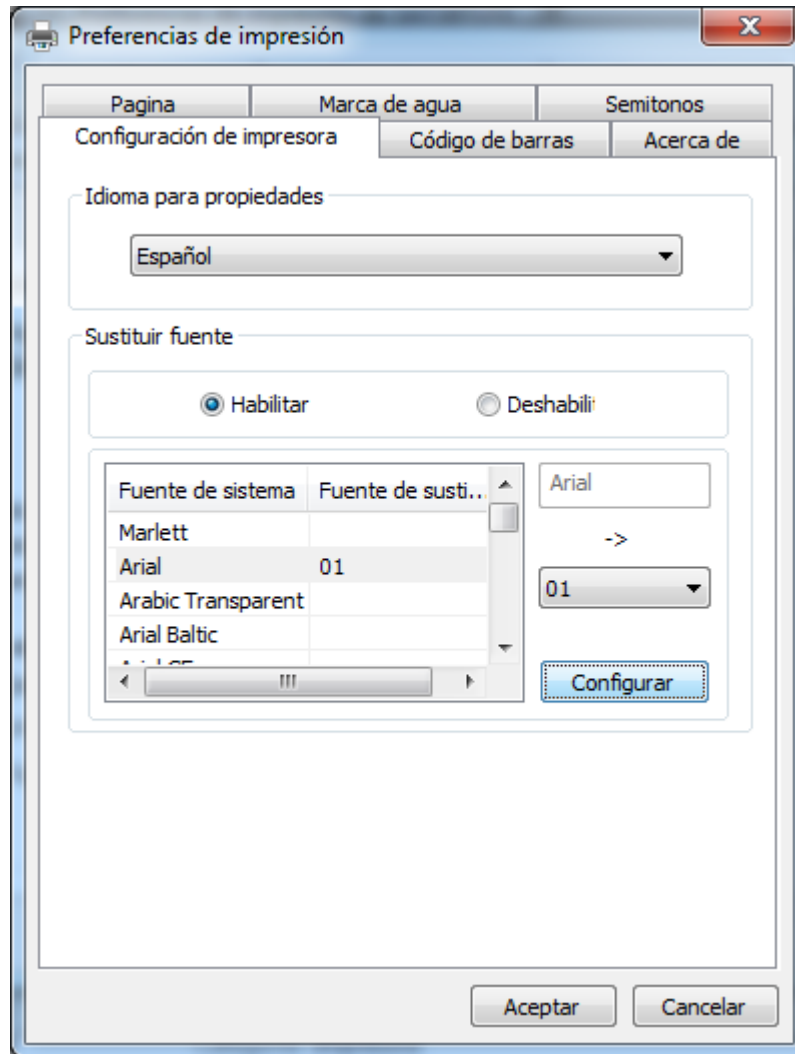 Preferencias de impresión
Pagina Marca de agua Semitonos
Configuración de impresora Código de barras Acerca de
Idioma para propiedades
Español
Sustituir fuente
Habilitar Deshabili
Fuente de sistema Fuente de susti...
Arial
Marlett
->
Arial 01
01
Arabic Transparent
Arial Baltic
Configurar
Aceptar Cancelar